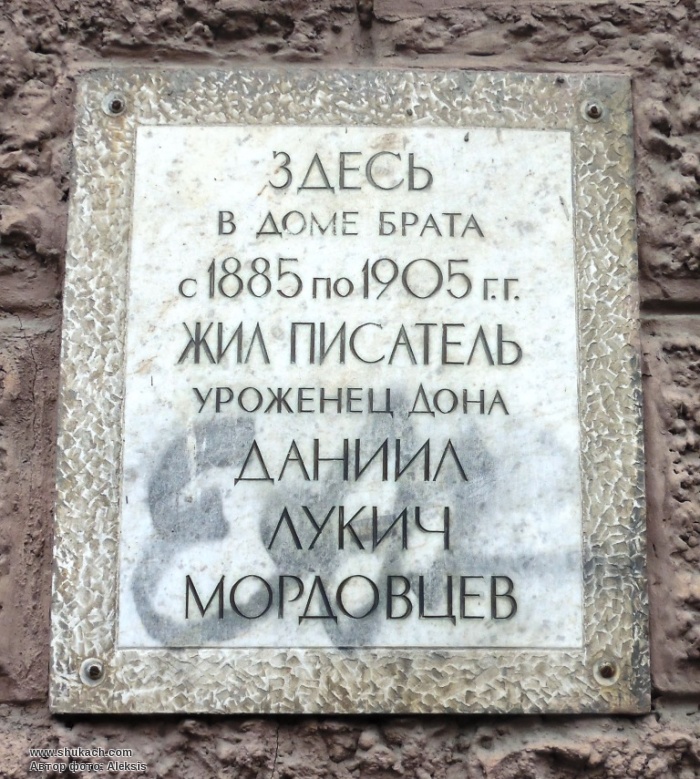 ЗДЕСЬ
В ДОМЕ БРАТА
с 1885 по 1905 г.г.
ЖИЛ ПИСАТЕЛЬ
УРОЖЕНЕЦ ДОНА
ДАНИИЛ
ЛУКИЧ
МОРДОВЦЕВ
www.shukach.com
Автор фото: Aleksis